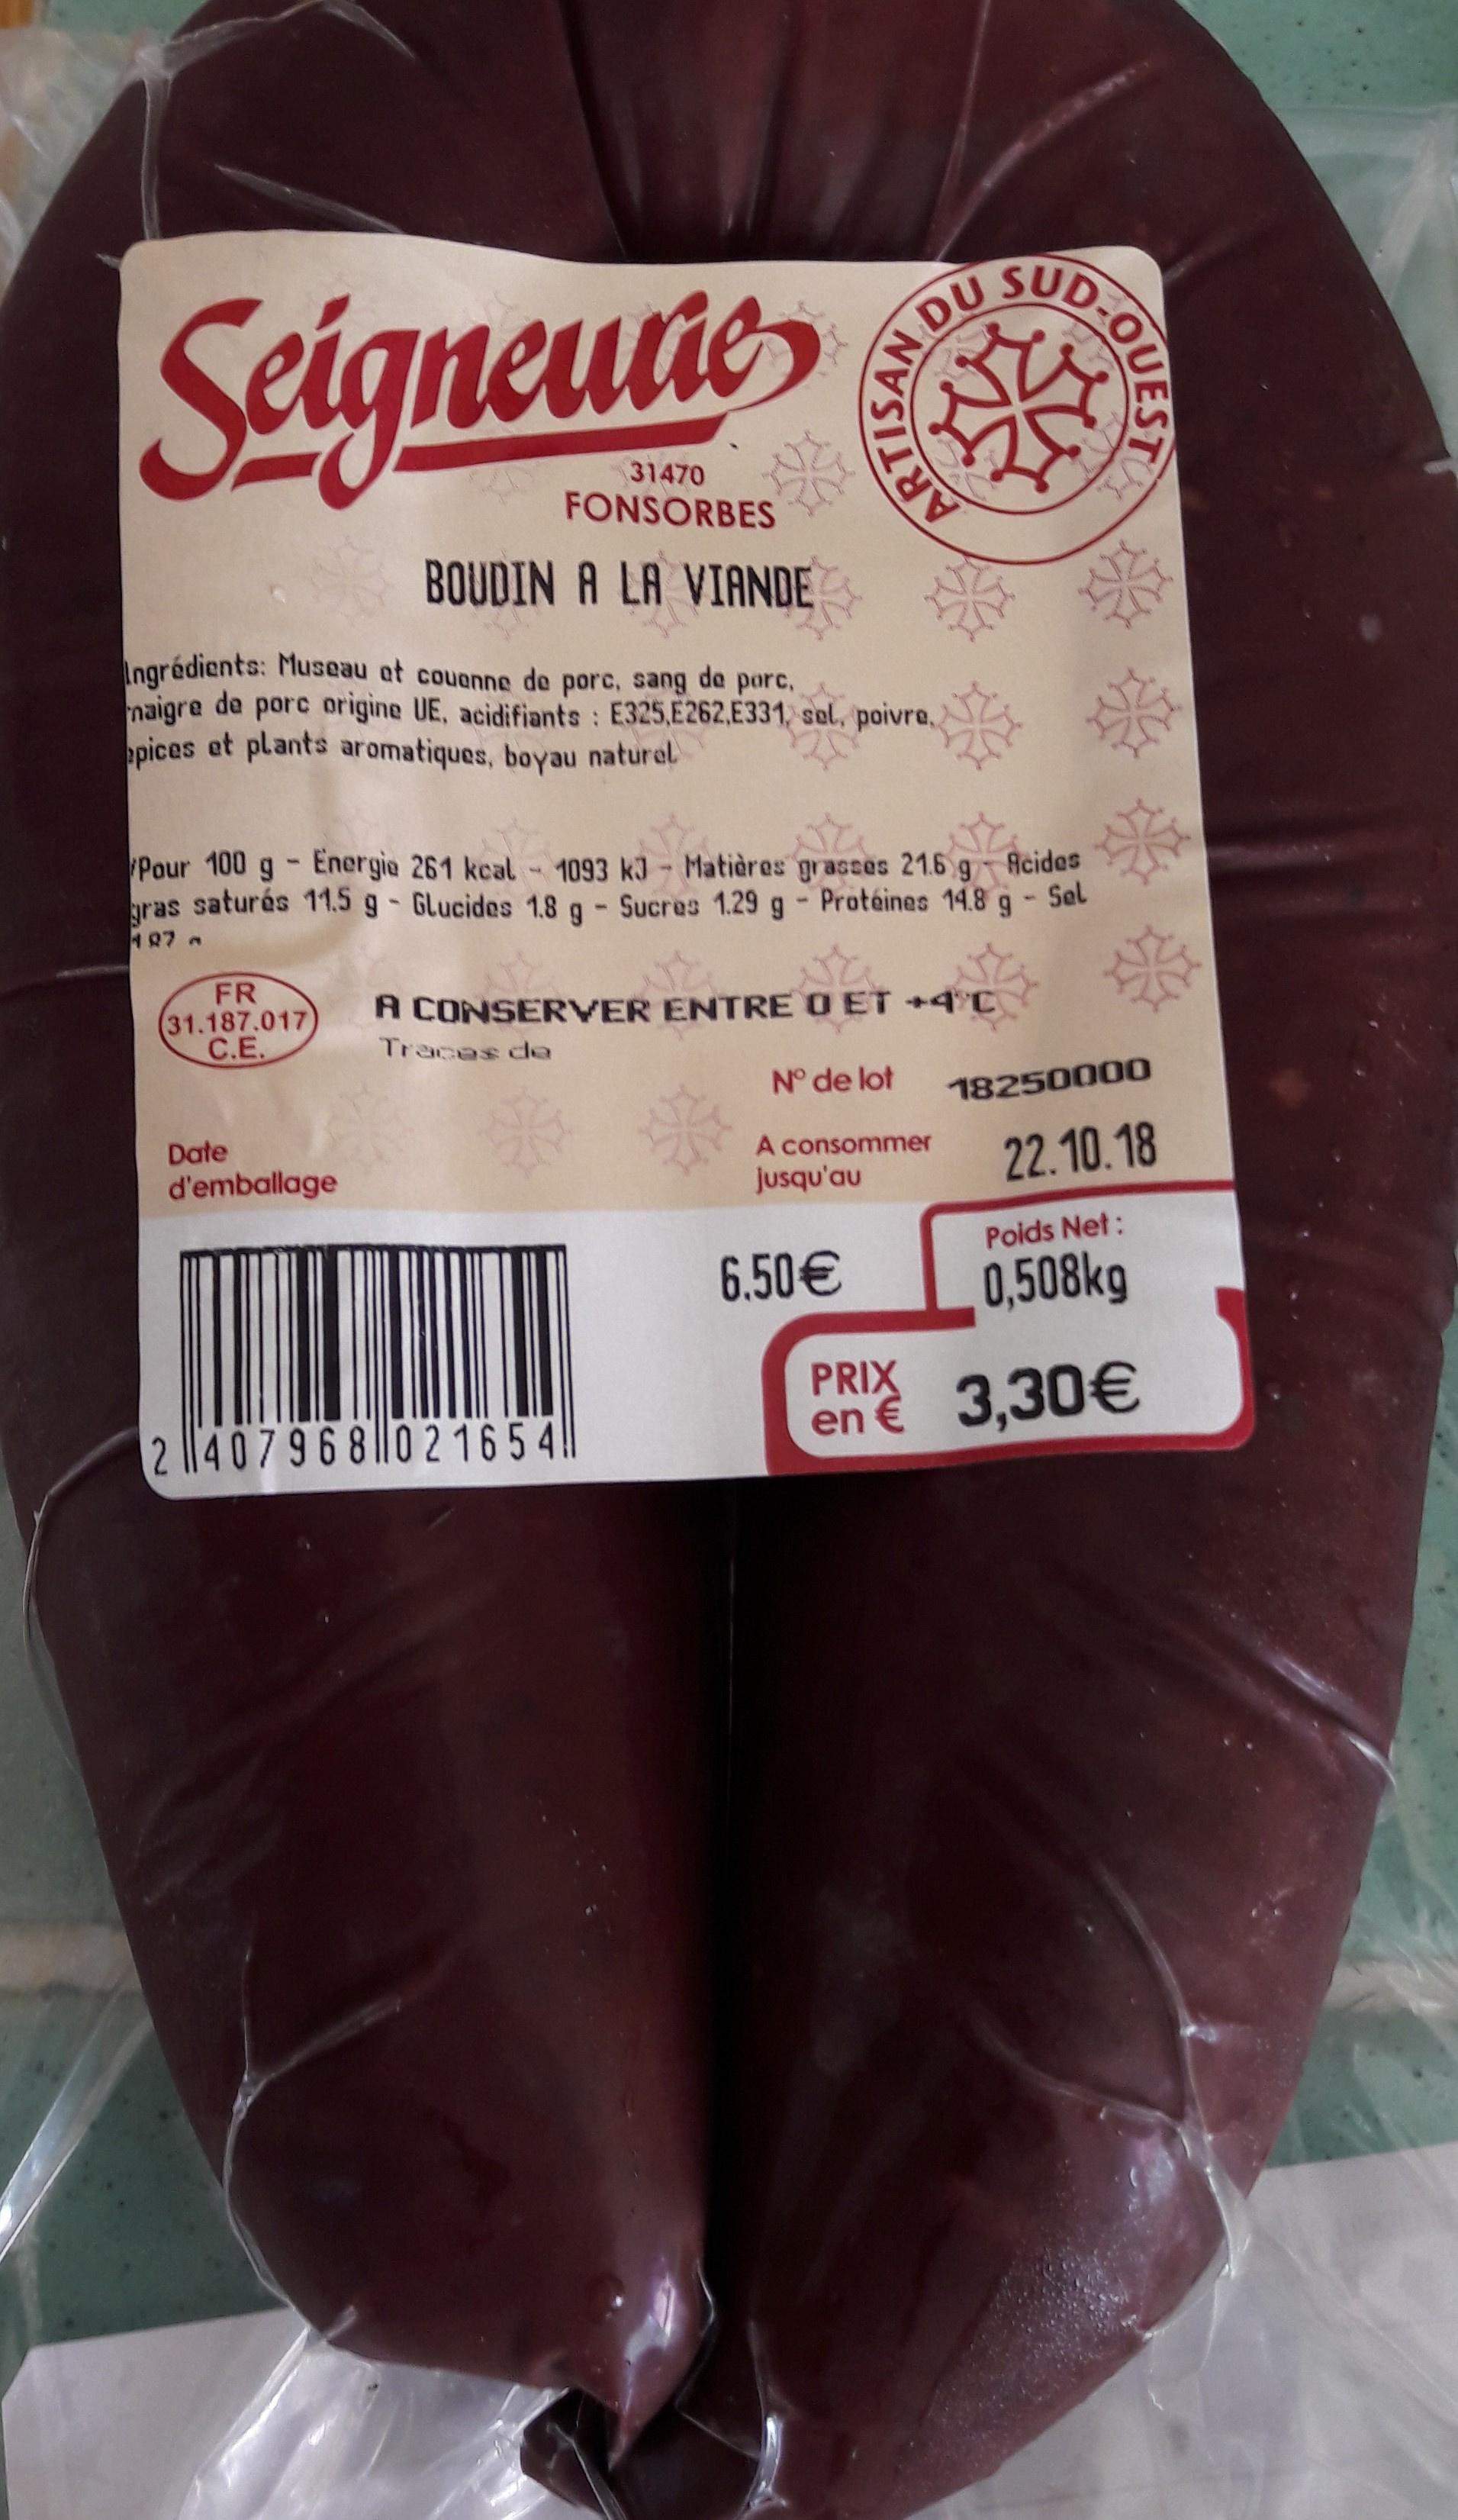 Seigneurie
ARTISAN DU SUD-OUEST
31470
FONSORBES
BOUDIN A LA VIANDE
Ingrédients: Museau et couenne de porc, sang de porc,
maigre de porc origine UE, acidifiants : E325,E262,E331, sel, poivre,
épices et plants aromatiques, boyau naturel
/Pour 100 g - Énergie 261 kcal - 1093 kJ - Matières grasses 21.6 g - Acides
gras saturés 11.5 g - Glucides 1.8 g - Sucres 1.29 g - Protéines 14.8 g - Sel
FR
31.187.017
C.E.
A CONSERVER ENTRE 0 ET +4°C
Traces de
N° de lot 18250000
Date
d'emballage
A consommer
jusqu'au
22.10.18
Poids Net :
0,508kg
6.50€
PRIX
en €
3,30€
2 407968 021654